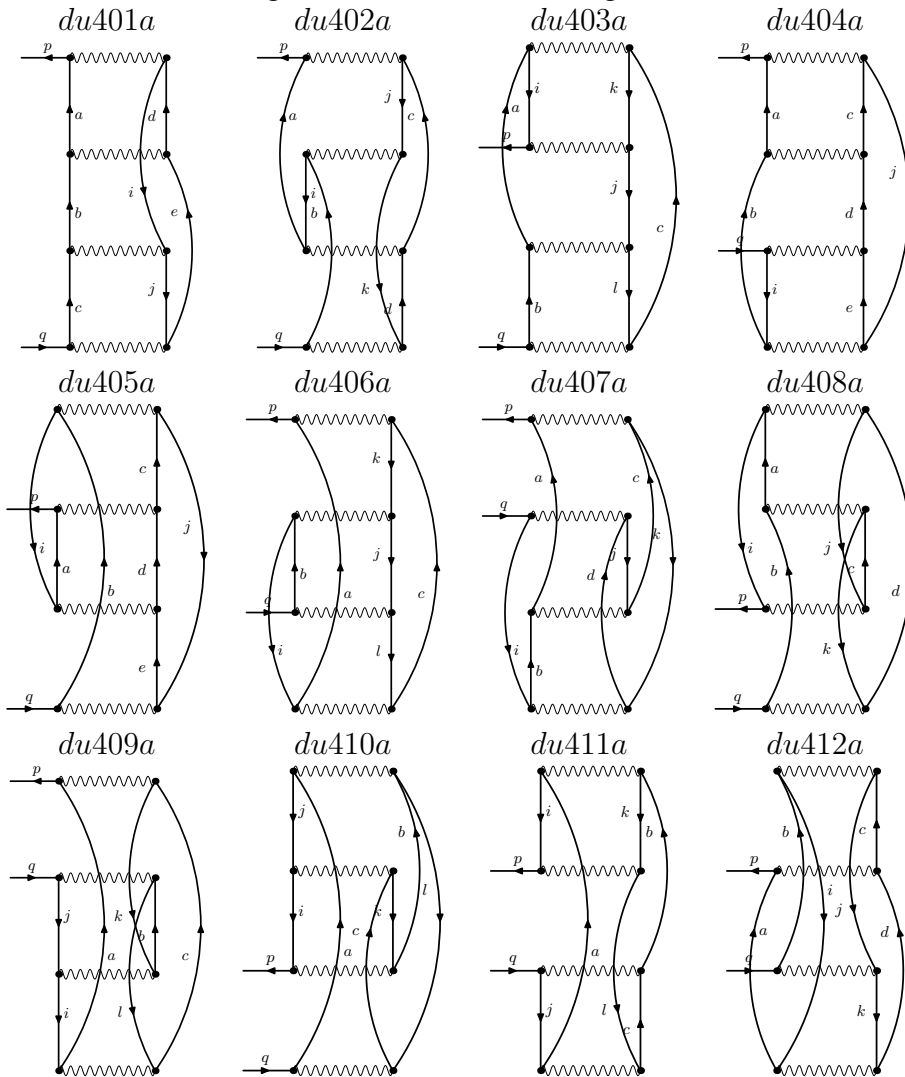 du401a du402a du403a du404a
p a d i b e c j q
p a j c i b k d q
i k a p j c b l q
p a c j b d q i e
du405a du406a du407a du408a
c p j i a d b e q
p k b j q a c l i
p a c q j k d i b
a i j c b p d k q
du409a du410a du411a du412a
p q j k b a c i l
j b l i k c a p q
i k b p q a j l c
b c p i j a d q k